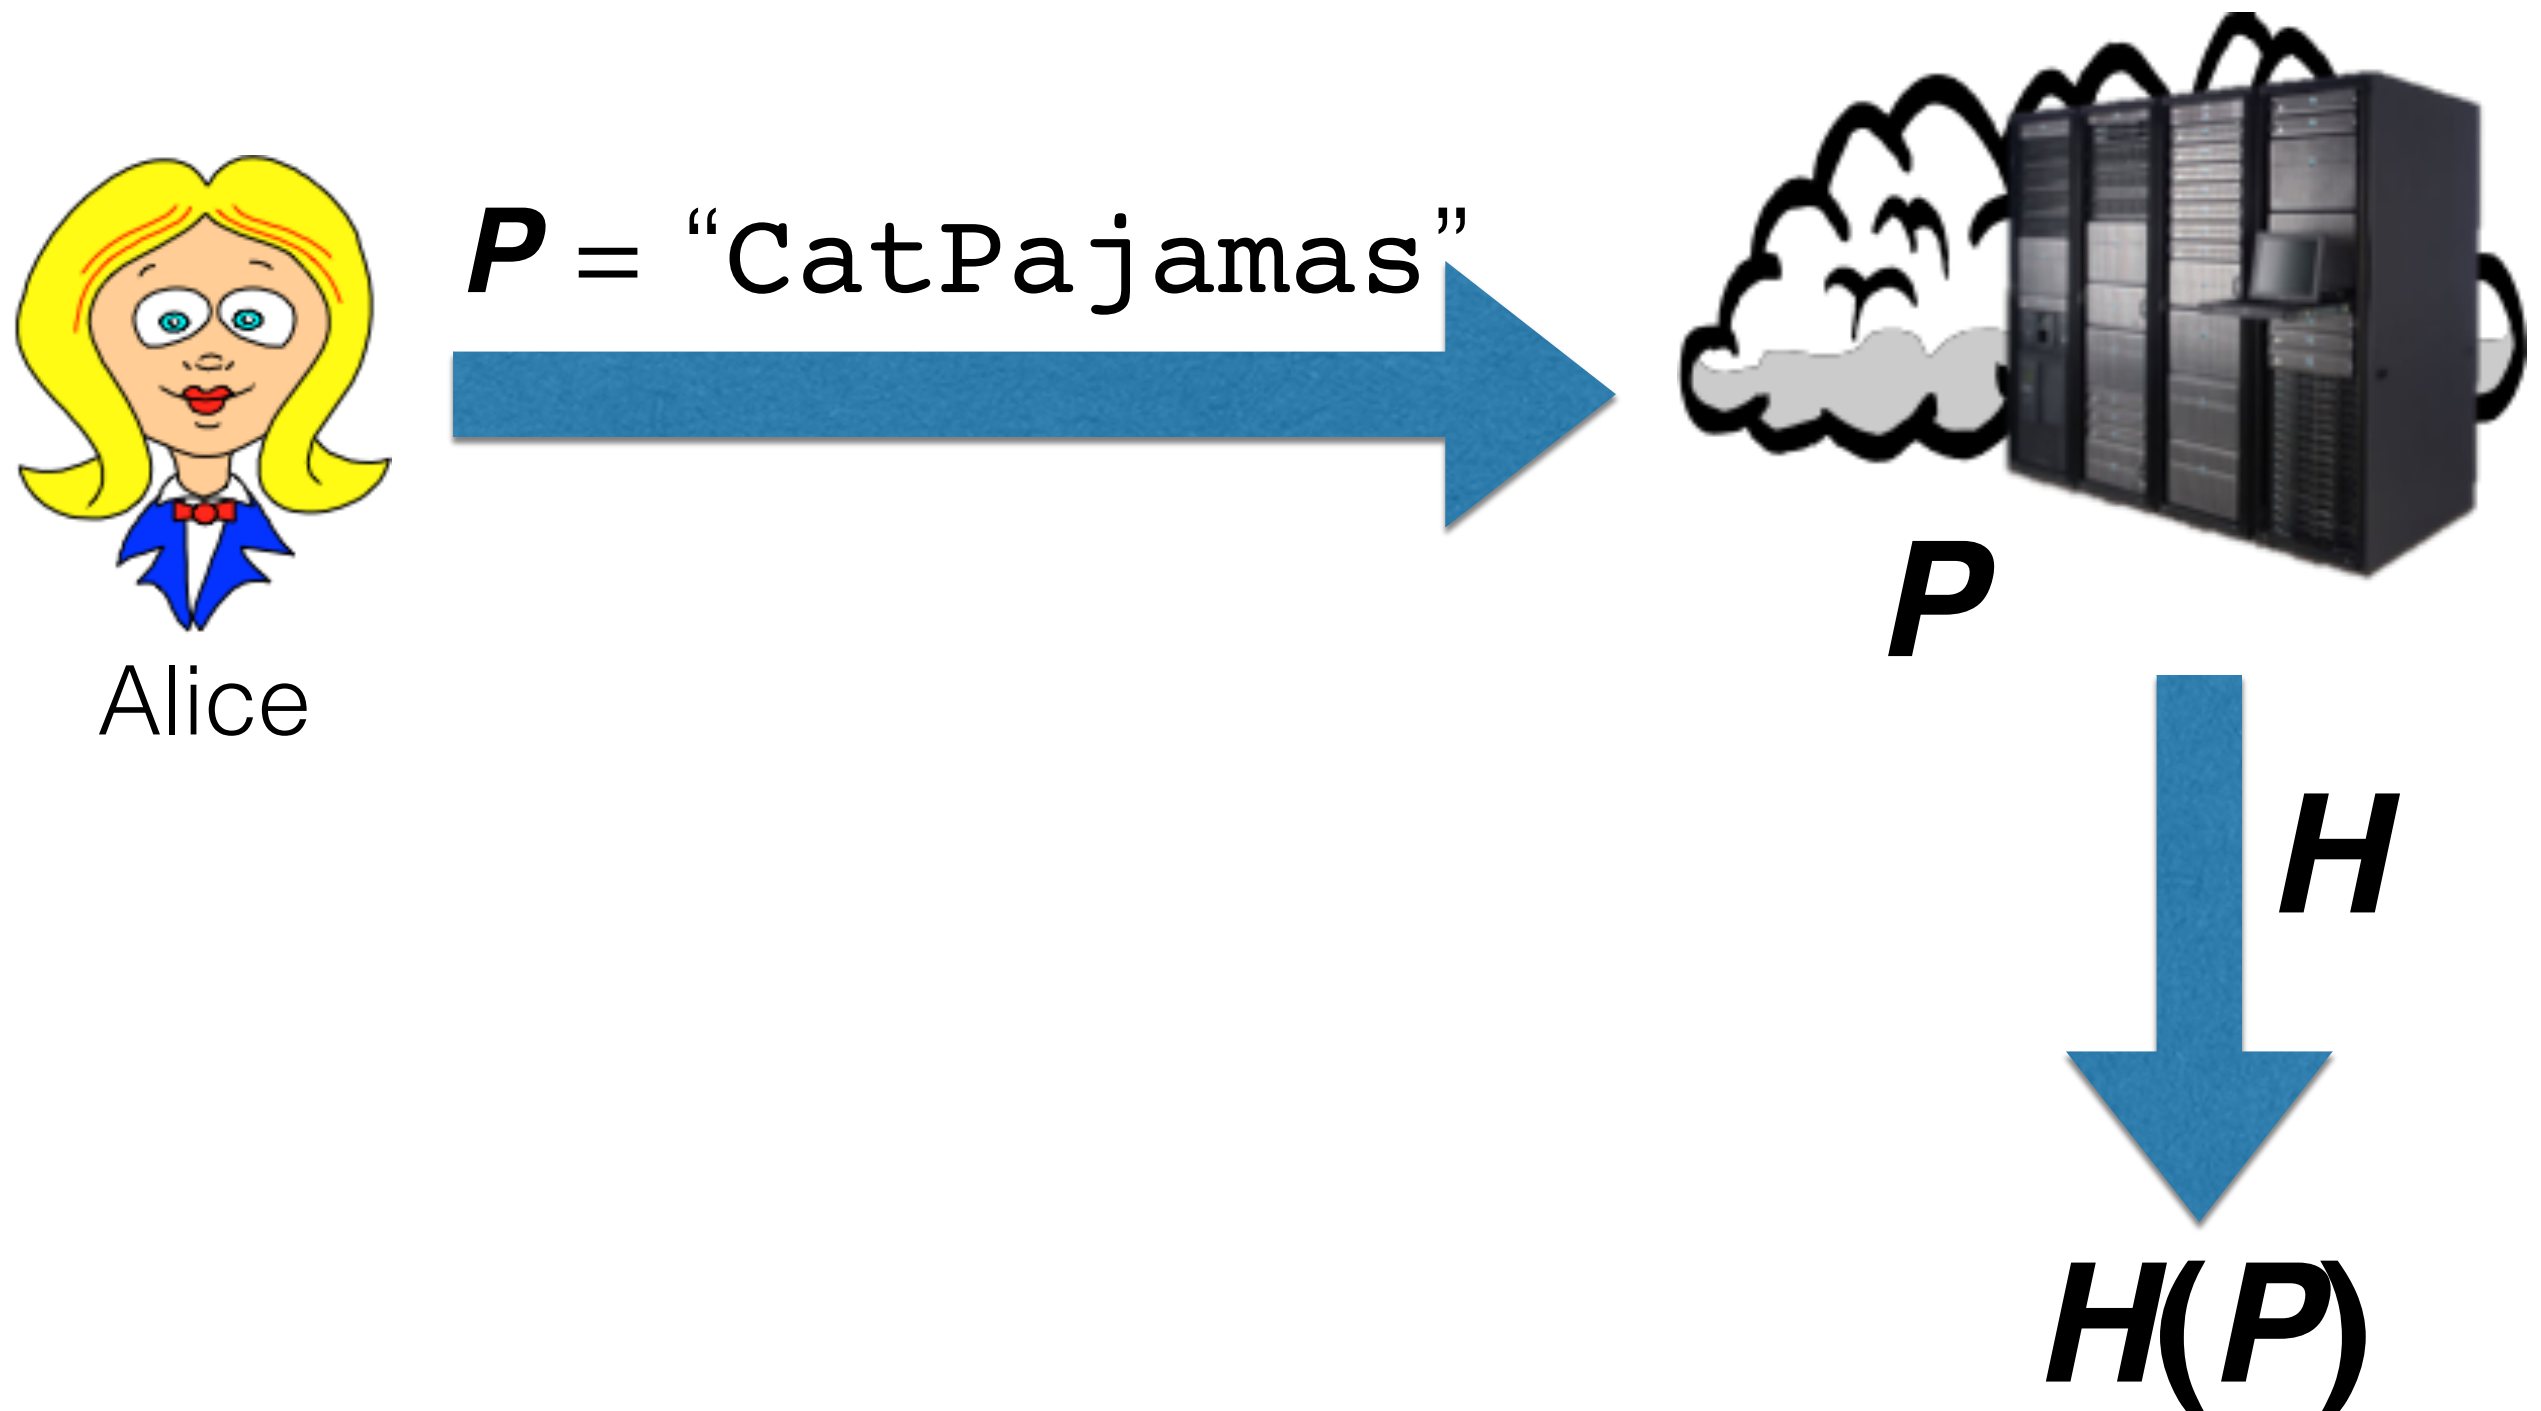 P = “CatPajamas”
P
Alice
H
H(P)